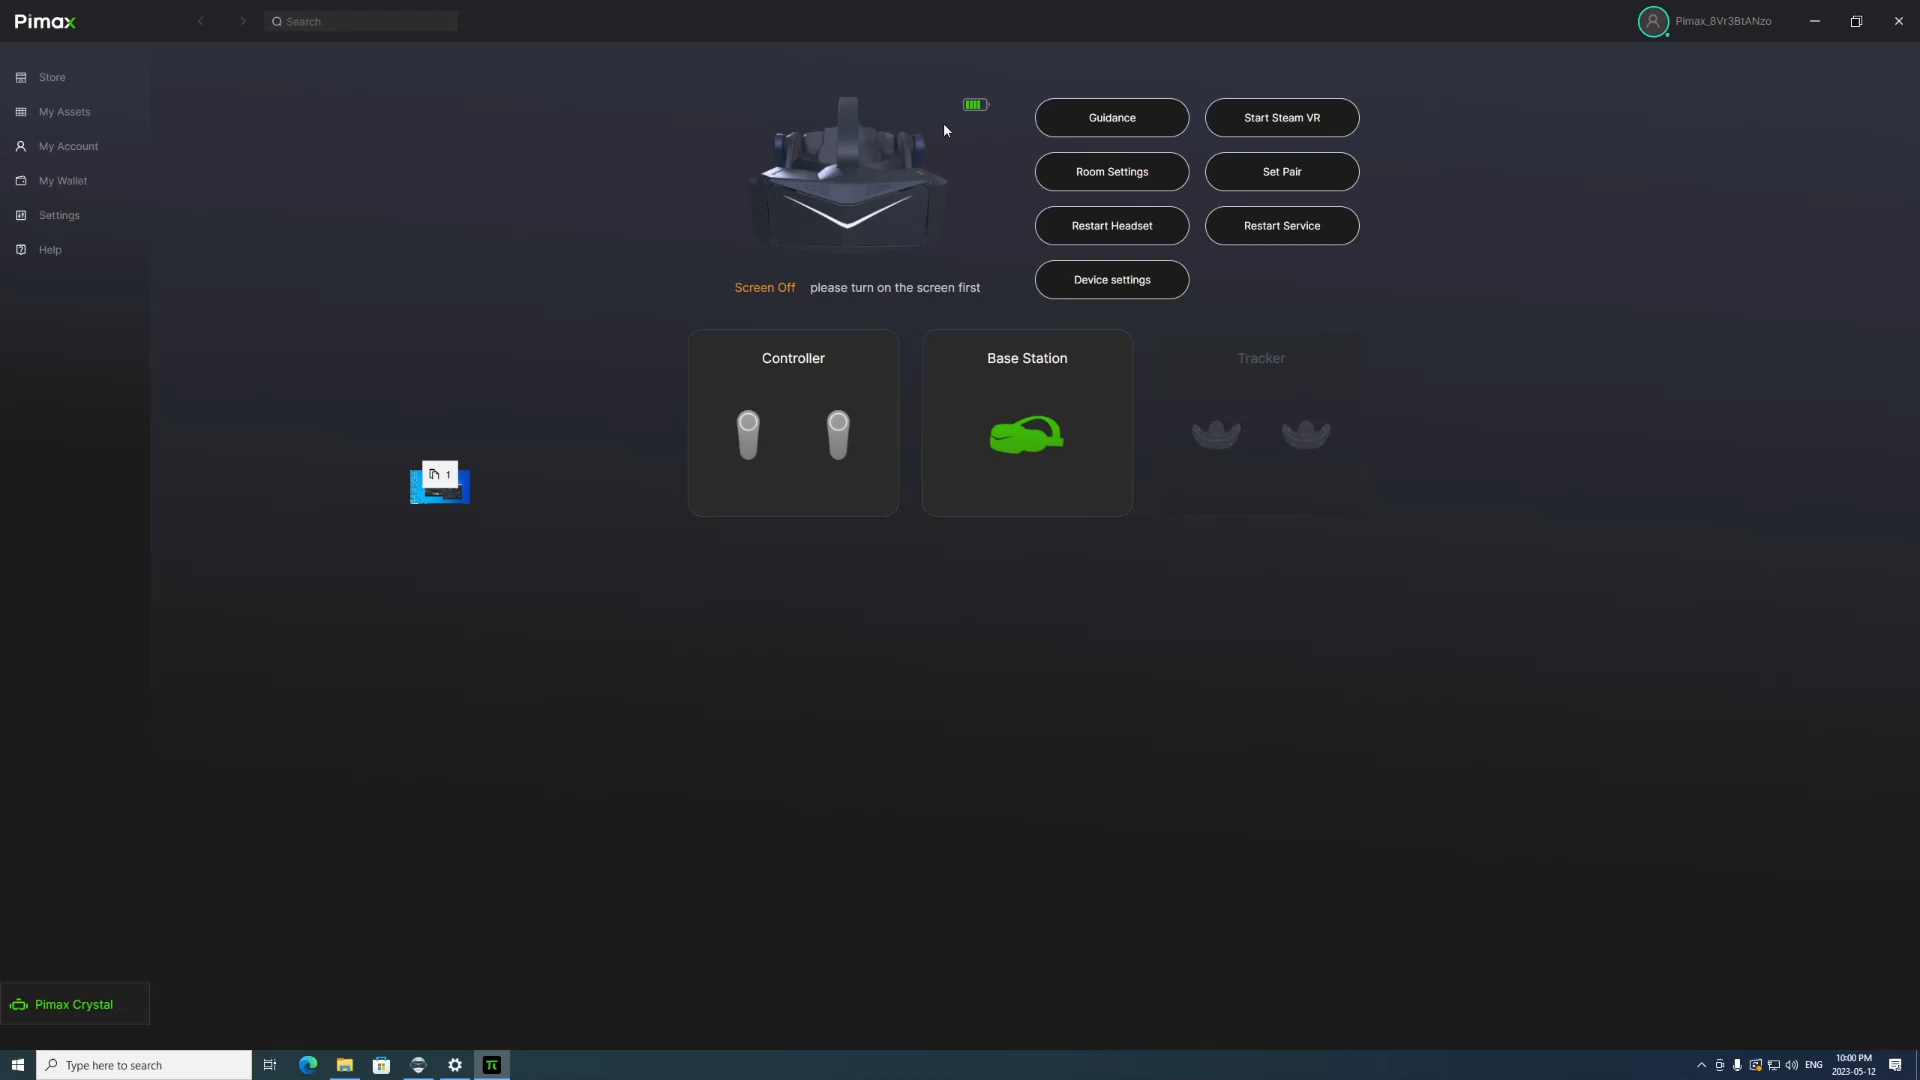 Pimax
Search
Pimax_8Vr3BtANzo
Store
My Assets
My Account
My Wallet
Settings
Help
Guidance
Start Steam VR
Room Settings
Set Pair
Restart Headset
Restart Service
Device settings
Screen Off please turn on the screen first
Controller
Base Station
Tracker
1
Pimax Crystal
Type here to search
ENG
10:00 PM
2023-05-12